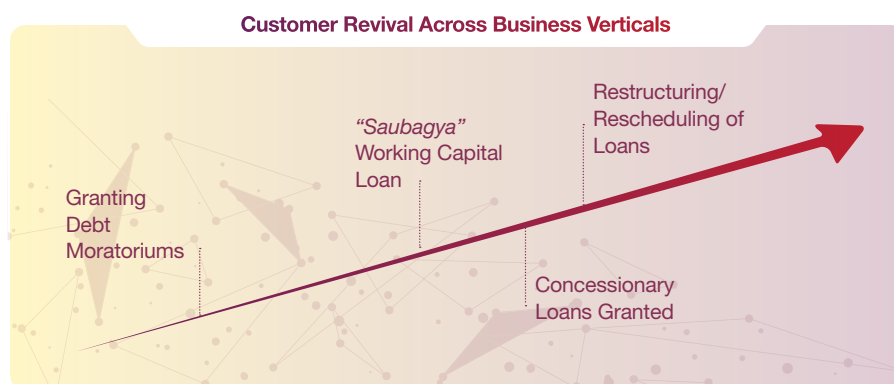 Customer Revival Across Business Verticals
Granting
Debt
Moratoriums
“Saubagya”
Working Capital
Loan
Concessionary
Loans Granted
Restructuring/
Rescheduling of
Loans